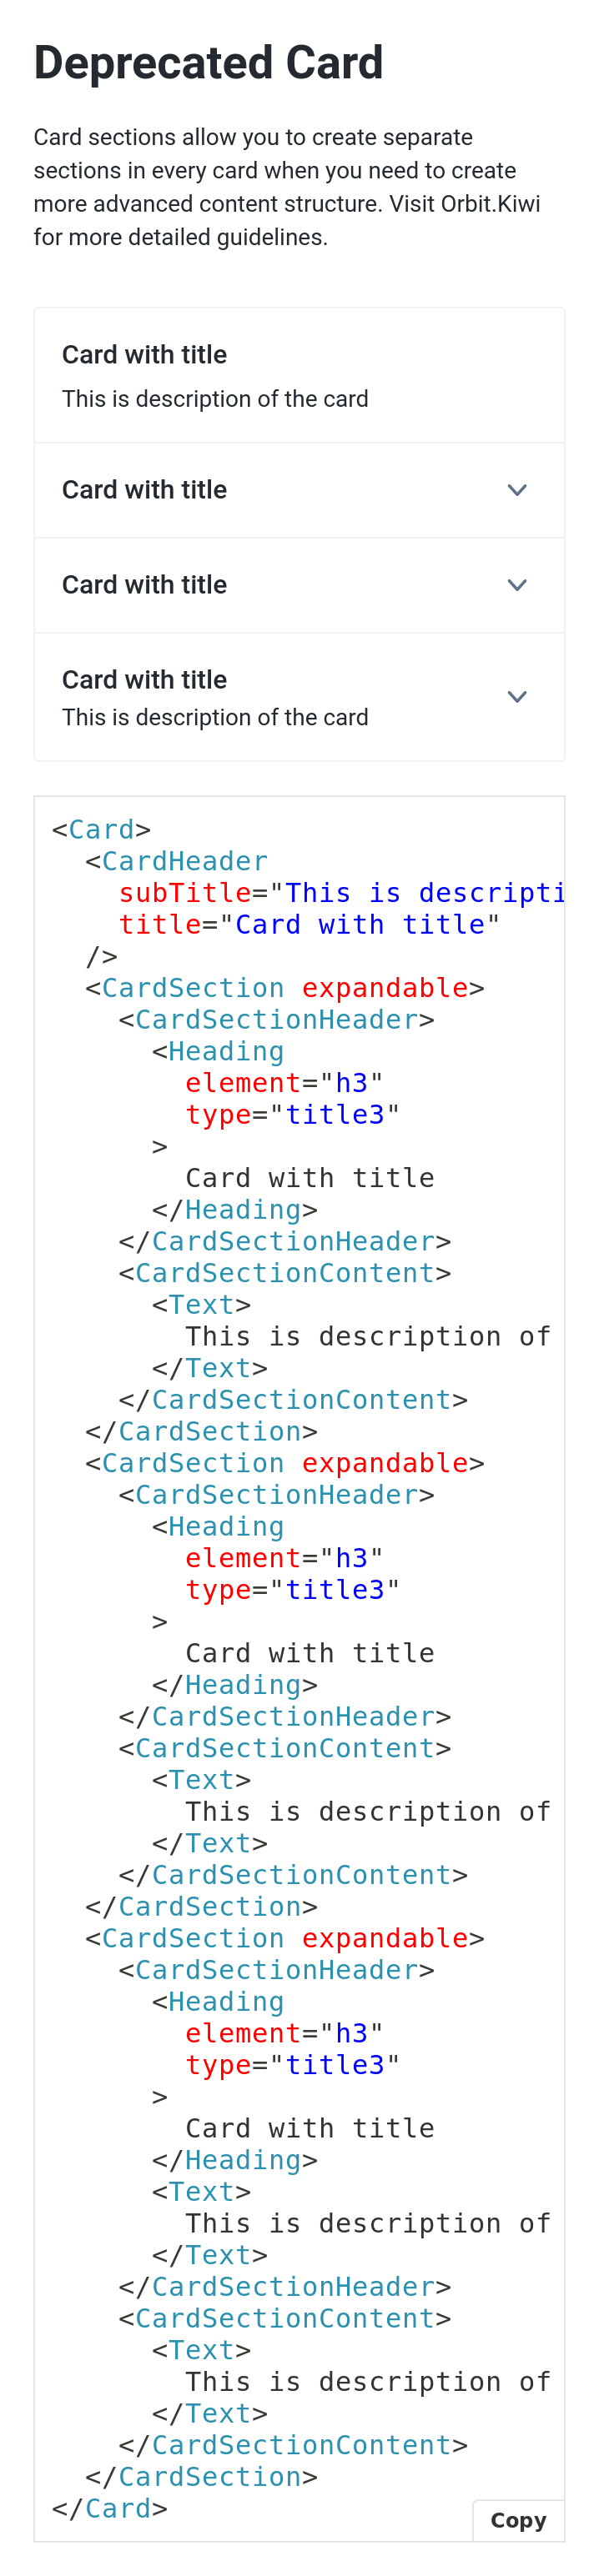 Deprecated Card
Card sections allow you to create separate
sections in every card when you need to create
more advanced content structure. Visit Orbit.Kiwi
for more detailed guidelines.
Card with title
This is description of the card
Card with title
Card with title
Card with title
This is description of the card
<Card>
  <CardHeader
    subTitle="This is descripti
    title="Card with title"
  />
  <CardSection expandable>
    <CardSectionHeader>
      <Heading
        element="h3"
        type="title3"
      >
        Card with title
      </Heading>
    </CardSectionHeader>
    <CardSectionContent>
      <Text>
        This is description of
      </Text>
    </CardSectionContent>
  </CardSection>
  <CardSection expandable>
    <CardSectionHeader>
      <Heading
        element="h3"
        type="title3"
      >
        Card with title
      </Heading>
    </CardSectionHeader>
    <CardSectionContent>
      <Text>
        This is description of
      </Text>
    </CardSectionContent>
  </CardSection>
  <CardSection expandable>
    <CardSectionHeader>
      <Heading
        element="h3"
        type="title3"
      >
        Card with title
      </Heading>
      <Text>
        This is description of
      </Text>
    </CardSectionHeader>
    <CardSectionContent>
      <Text>
        This is description of
      </Text>
    </CardSectionContent>
  </CardSection>
</Card>
Copy